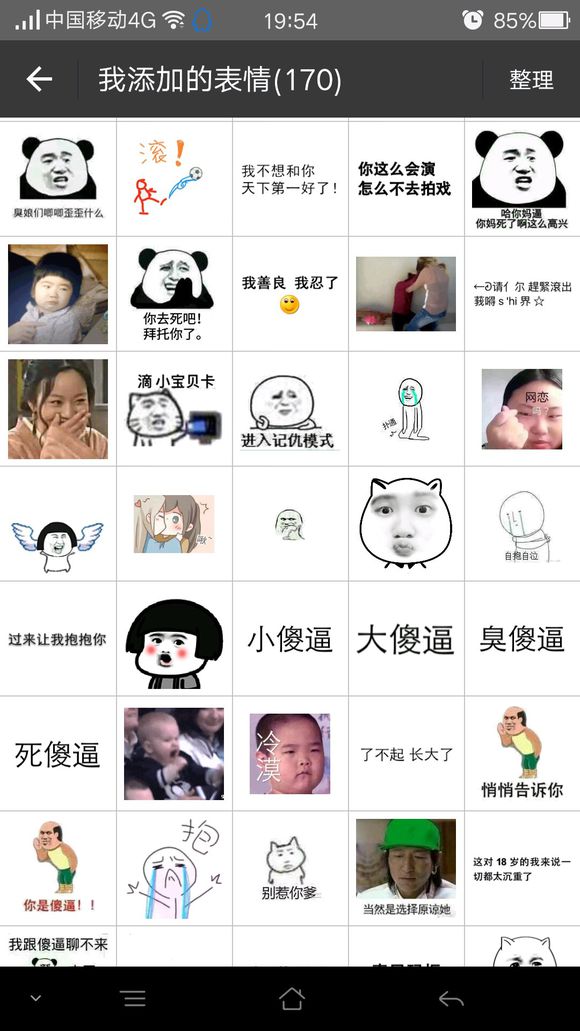 中国移动4G
19:54
85%
我添加的表情(170)
整理
臭娘们唧唧歪歪什么
滚!
我不想和你
天下第一好了!
你这么会演
怎么不去拍戏
哈你妈逼
你妈死了啊这么高兴
你去死吧!
拜托你了。
我善良 我忍了
请亻尔 趕緊滾出
莪嘚 s 'hi 界 ☆
滴 小宝贝卡
进入记仇模式
扑通
网恋
吗?
啾~
自抱自泣
过来让我抱抱你
小傻逼
大傻逼
臭傻逼
死傻逼
冷
漠
了不起 长大了
悄悄告诉你
你是傻逼!!
抱
别惹你爹
当然是选择原谅她
这对 18 岁的我来说一
切都太沉重了
我跟傻逼聊不来